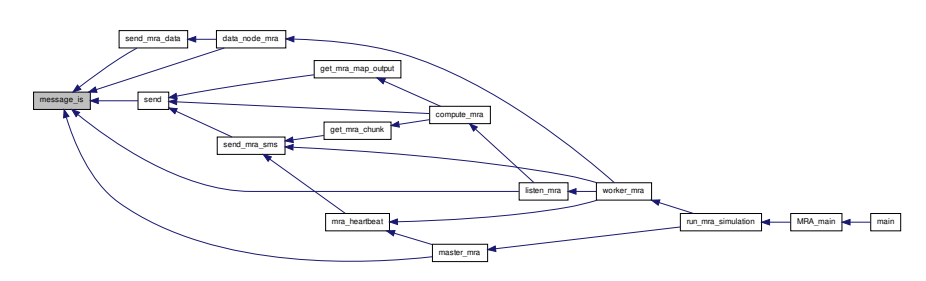 send_mra_data
data_node_mra
get_mra_map_output
message_is
send
compute_mra
get_mra_chunk
send_mra_sms
listen_mra
worker_mra
mra_heartbeat
run_mra_simulation
MRA_main
main
master_mra